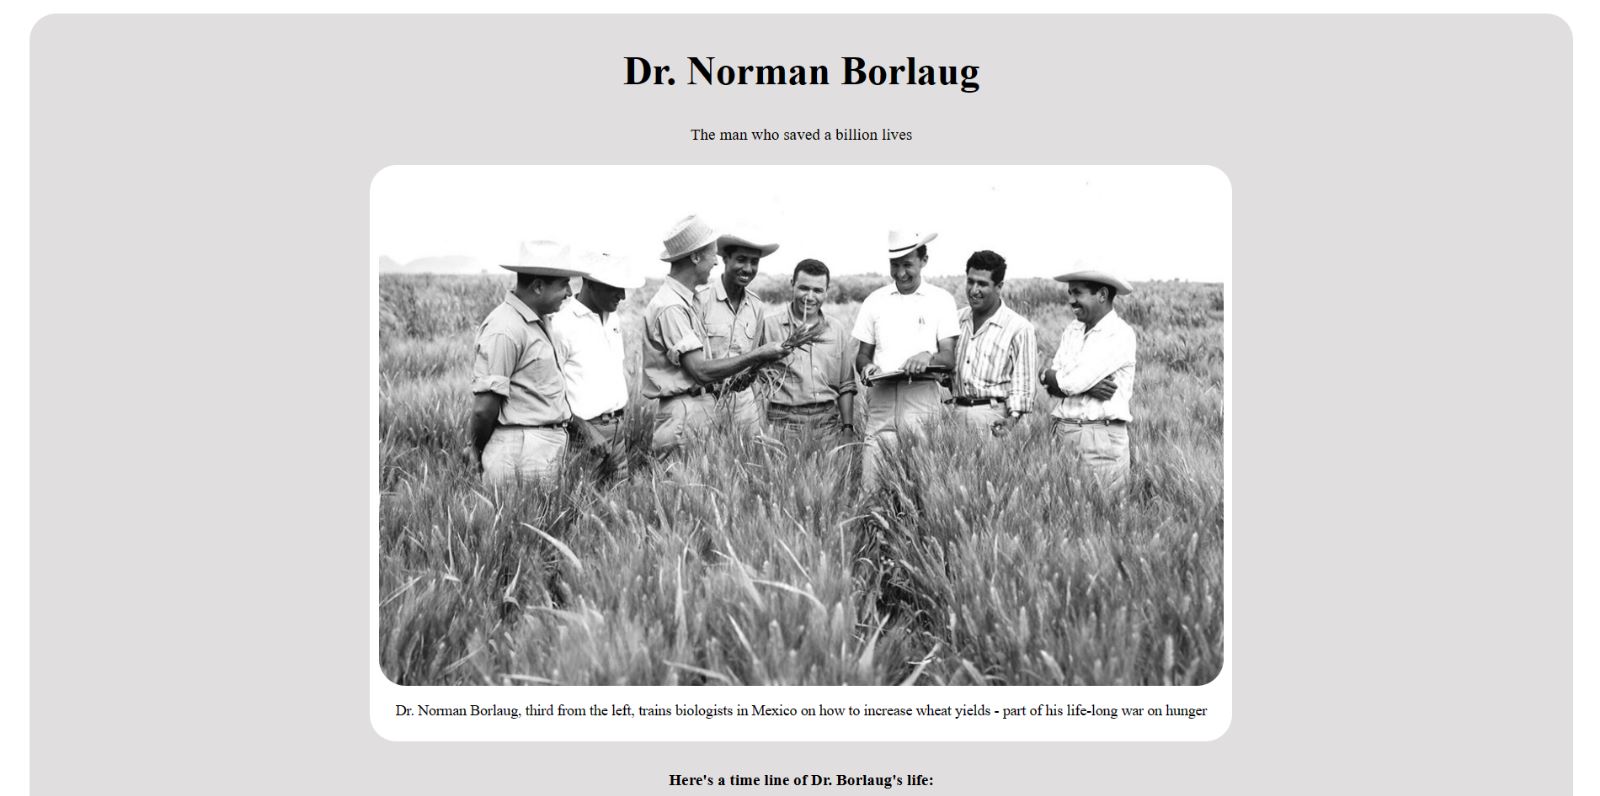 Dr. Norman Borlaug
The man who saved a billion lives
Dr. Norman Borlaug, third from the left, trains biologists in Mexico on how to increase wheat yields - part of his life-long war on hunger
Here's a time line of Dr. Borlaug's life: